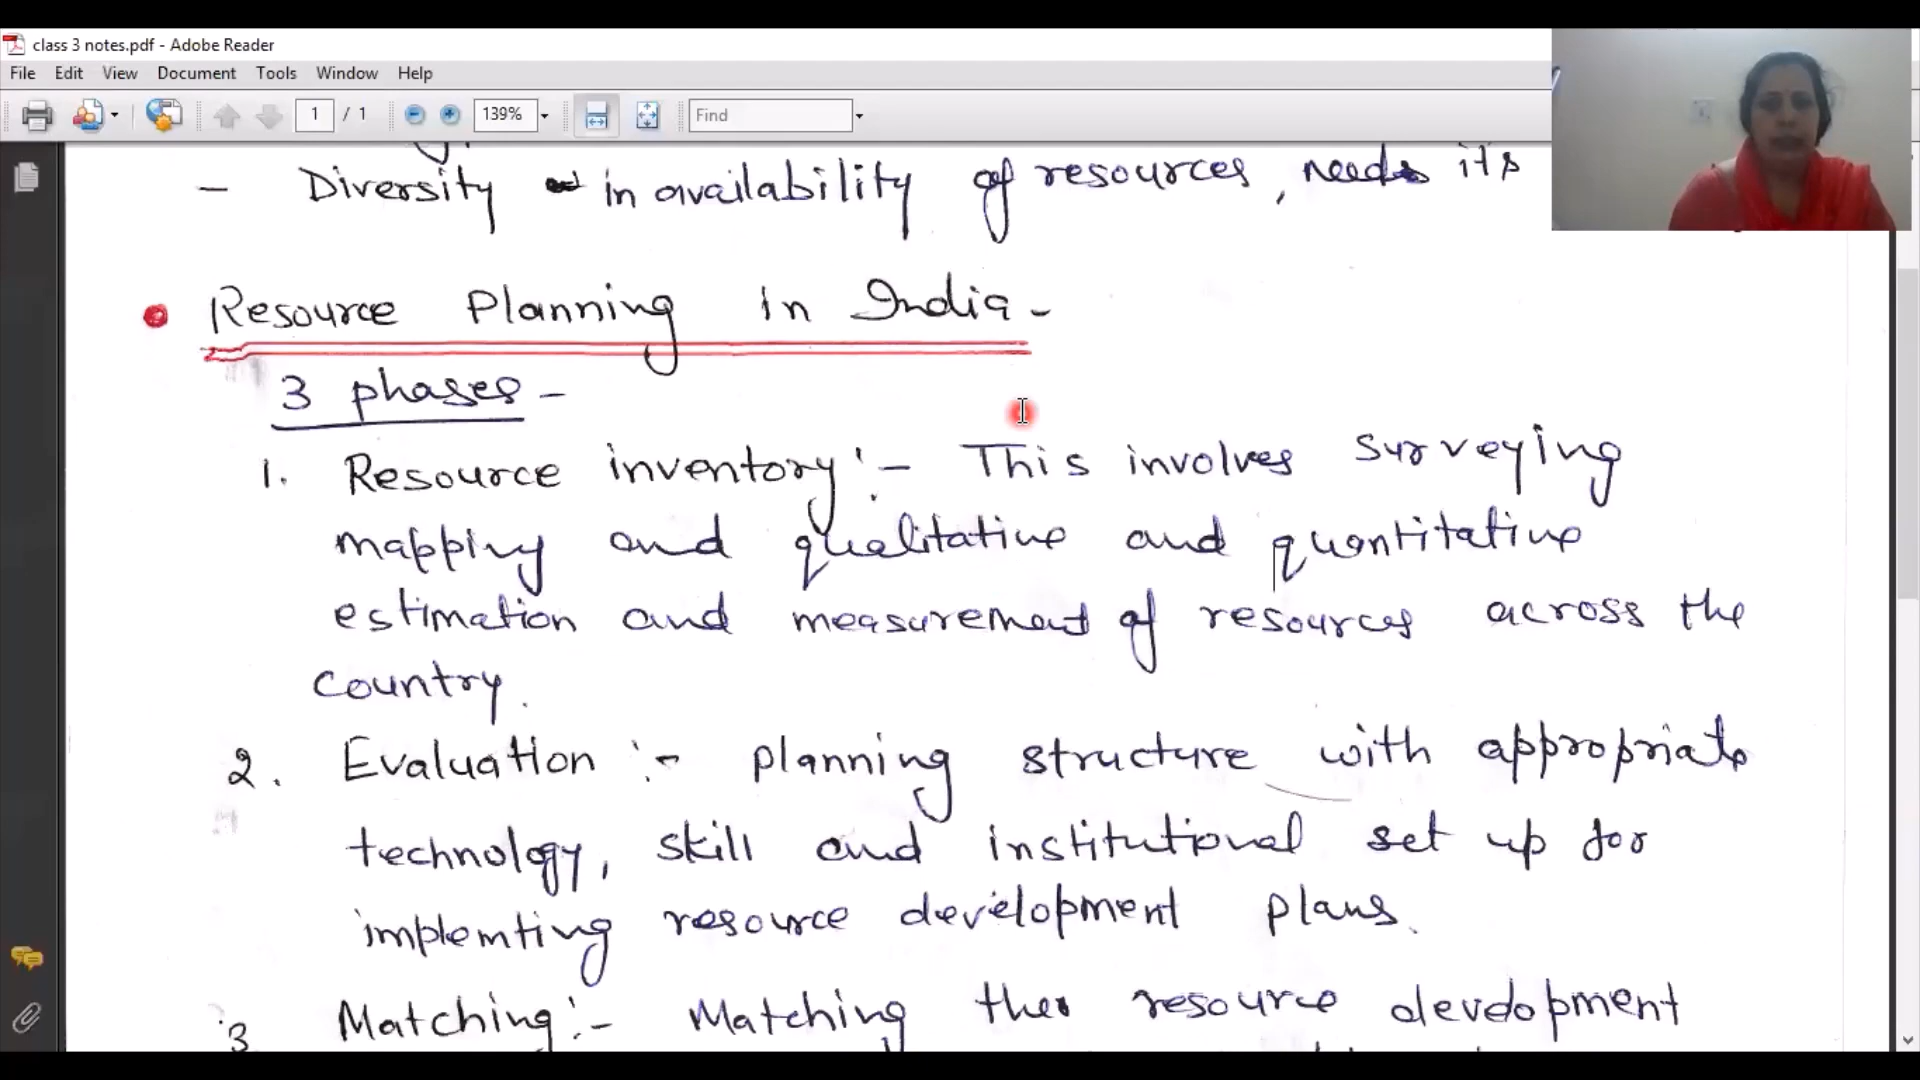 class 3 notes.pdf - Adobe Reader
File Edit View Document Tools Window Help
1 / 1 139% Find
- Diversity in availability of resources, needs its
Resource Planning in India -
3 phases -
1. Resource inventory :- This involves surveying
mapping and qualitative and quantitative
estimation and measurement of resources across the
country.
2. Evaluation :- planning structure with appropriate
technology, skill and institutional set up for
implemting resource development plans.
3 Matching :- Matching the resource development